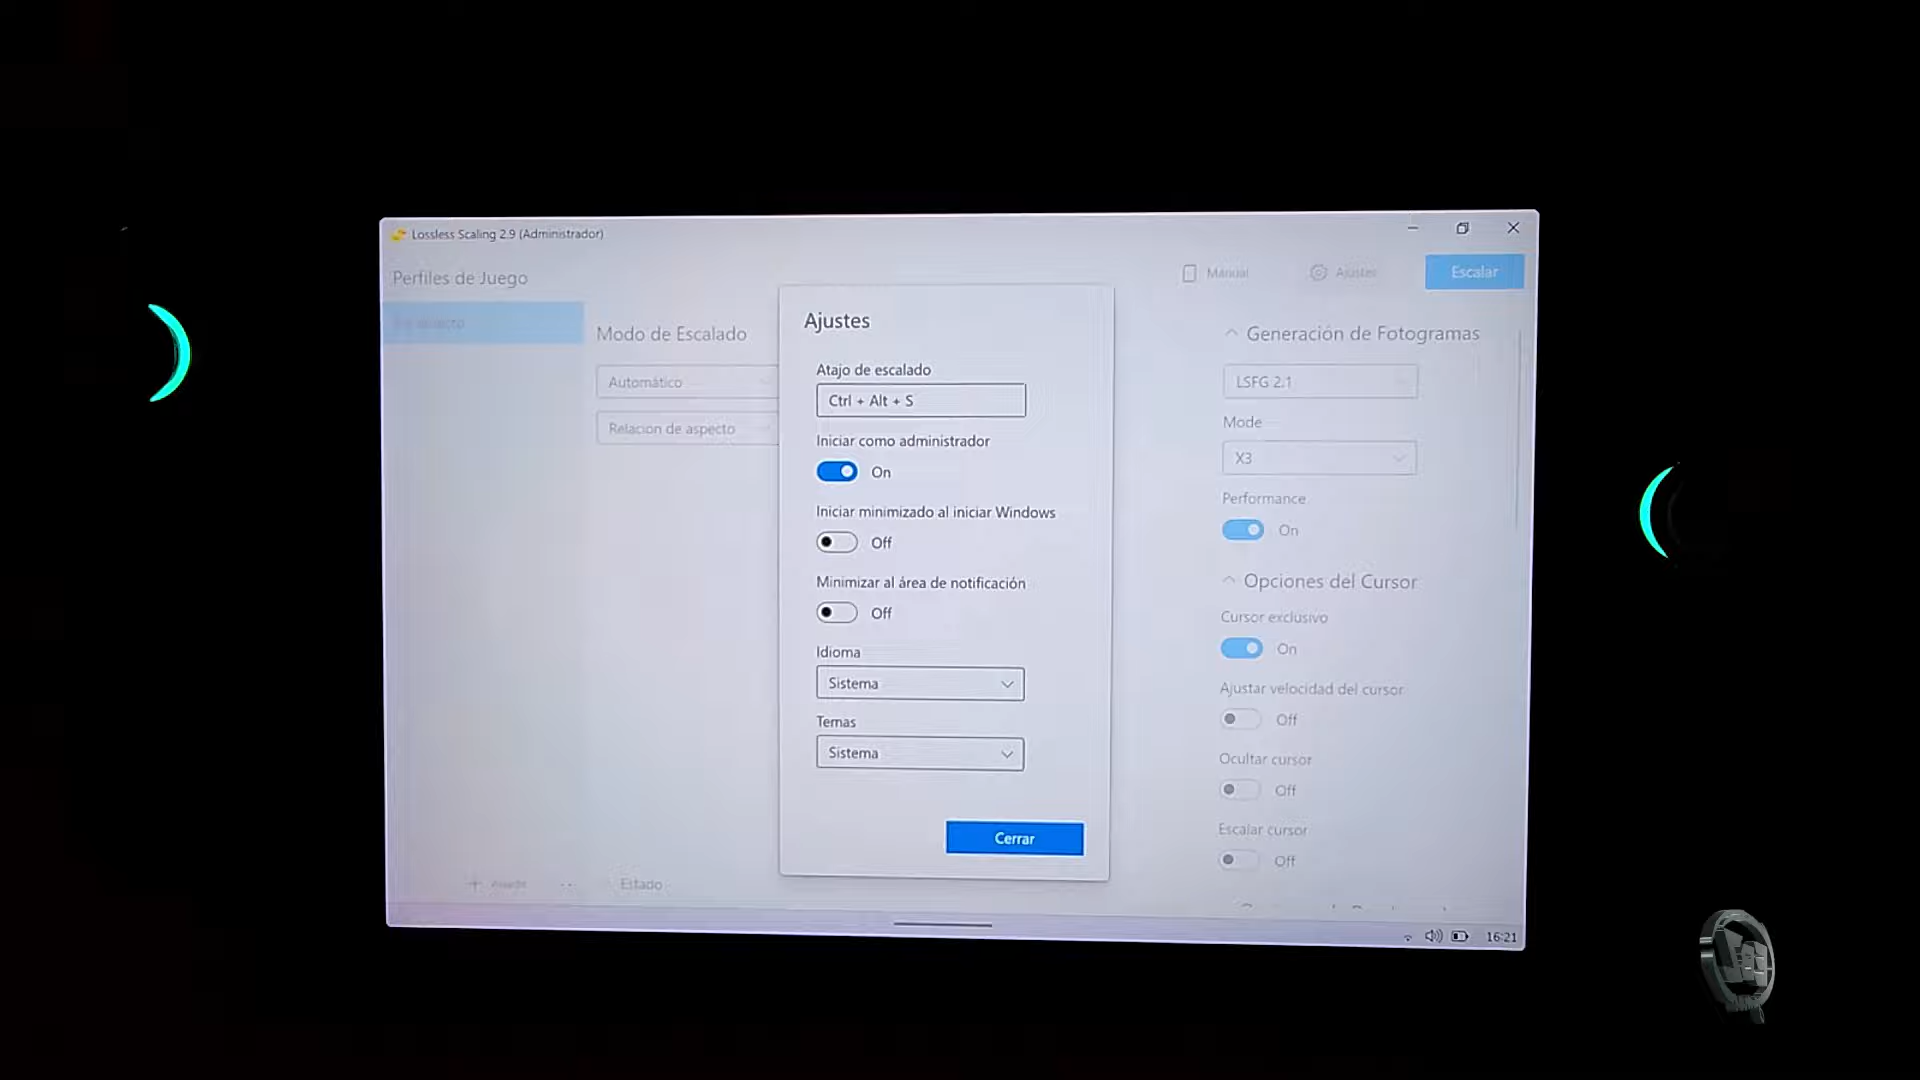 Lossless Scaling 2.9 (Administrador)
Perfiles de Juego
Manual
Ajustes
Escalar
Modo de Escalado
Automático
Relación de aspecto
Ajustes
Atajo de escalado
Ctrl + Alt + S
Iniciar como administrador
On
Iniciar minimizado al iniciar Windows
Off
Minimizar al área de notificación
Off
Idioma
Sistema
Temas
Sistema
Cerrar
Generación de Fotogramas
LSFG 2.1
Mode
X3
Performance
On
Opciones del Cursor
Cursor exclusivo
On
Ajustar velocidad del cursor
Off
Ocultar cursor
Off
Escalar cursor
Off
Añadir
Estado
16:21